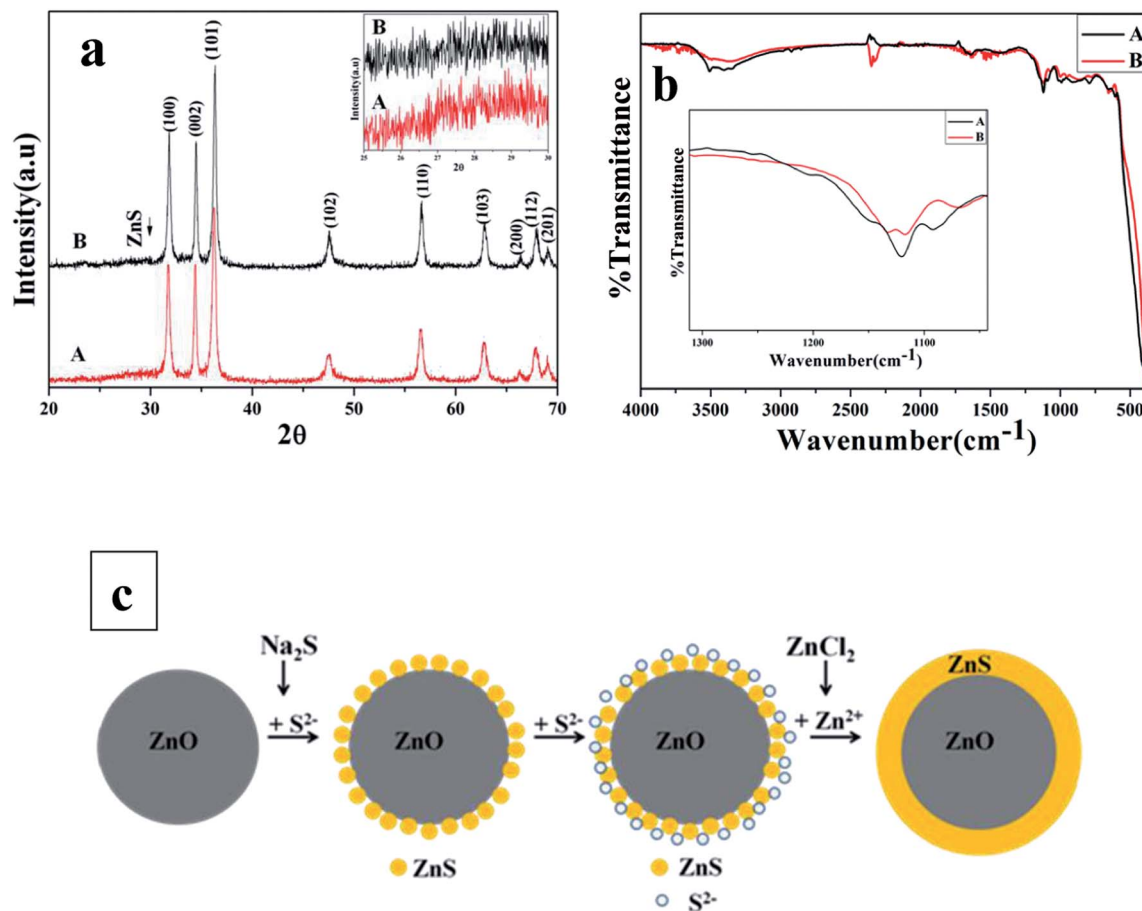 a
Intensity(a.u)
2θ
20 30 40 50 60 70
B
A
ZnS
(100)
(002)
(101)
(102)
(110)
(103)
(200)
(112)
(201)
Intensity(a.u)
B
A
25 26 27 28 29 30
2θ
b
%Transmittance
Wavenumber(cm-1)
4000 3500 3000 2500 2000 1500 1000 500
A
B
%Transmittance
A
B
1300 1200 1100
Wavenumber(cm-1)
c
Na2S
ZnCl2
ZnO
+ S2-
ZnO
+ S2-
ZnO
+ Zn2+
ZnS
ZnO
ZnS
ZnS
S2-